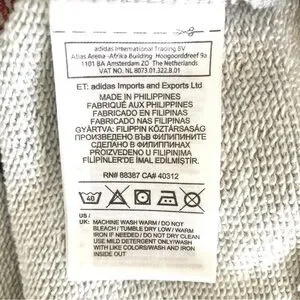 adidas International Trading BV
Atlas Arena -Afrika Building Hoogoorddreef 9a
1101 BA Amsterdam ZO The Netherlands
VAT NO. NL 8073.01.322.B.01
ET: adidas Imports and Exports Ltd
MADE IN PHILIPPINES
FABRIQUÉ AUX PHILIPPINES
FABRICADO EN FILIPINAS
FABRICADO NAS FILIPINAS
GYÁRTVA: FILIPPIN KÖZTÁRSASÁG
ПРОИЗВЕДЕНО ВЪВ ФИЛИПИНИТЕ
СДЕЛАНО В ФИЛИППИНАХ
PROIZVEDENO U FILIPINIMA
FİLİPİNLER'DE İMAL EDİLMİŞTİR.
RN# 88387 CA# 40312
40
US /
UK: MACHINE WASH WARM / DO NOT
BLEACH / TUMBLE DRY LOW / WARM
IRON IF NEEDED / DO NOT DRY CLEAN
USE MILD DETERGENT ONLY/WASH
WITH LIKE COLORS/WASH AND IRON
INSIDE OUT